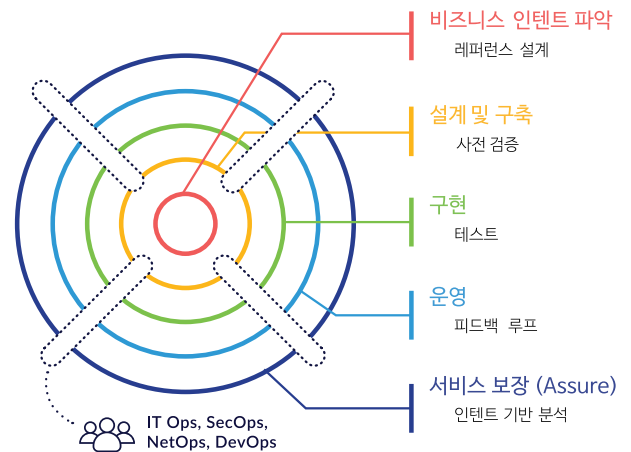 비즈니스 인텐트 파악
레퍼런스 설계
설계 및 구축
사전 검증
구현
테스트
운영
피드백 루프
서비스 보장 (Assure)
인텐트 기반 분석
IT Ops, SecOps,
NetOps, DevOps